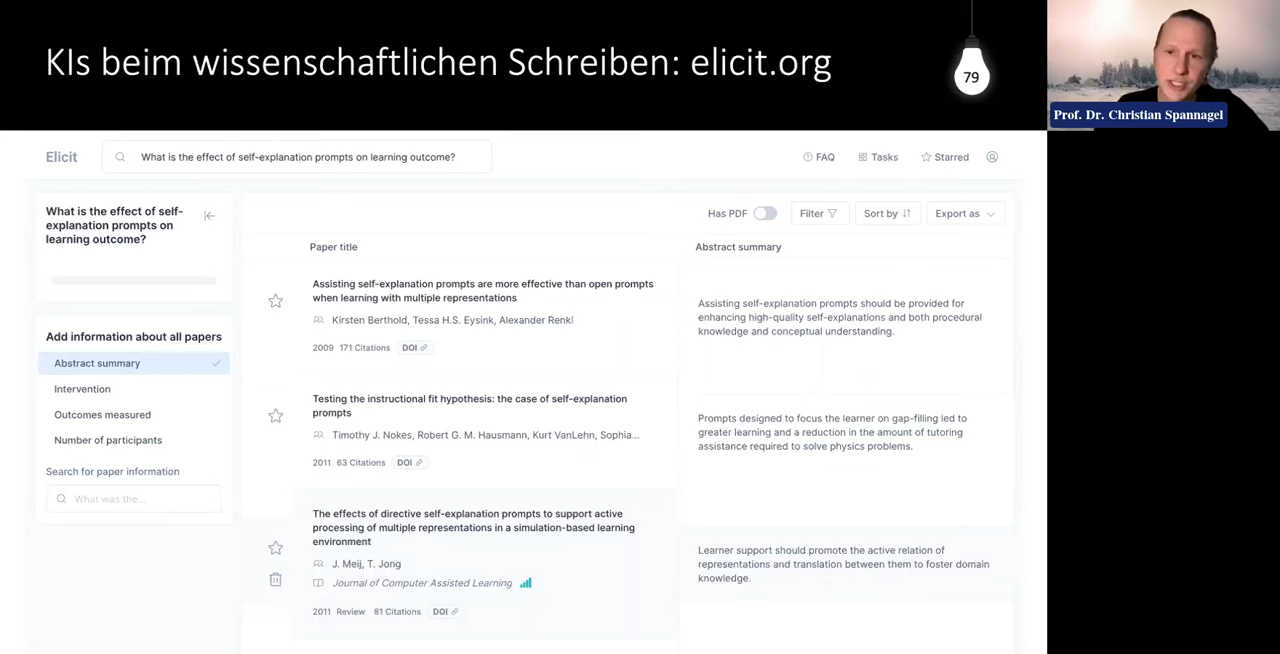 KIs beim wissenschaftlichen Schreiben: elicit.org
79
Prof. Dr. Christian Spannagel
Elicit
What is the effect of self-explanation prompts on learning outcome?
FAQ
Tasks
Starred
What is the effect of self-
explanation prompts on
learning outcome?
Add information about all papers
Abstract summary
Intervention
Outcomes measured
Number of participants
Search for paper information
What was the...
Has PDF
Filter
Sort by
Export as
Paper title
Abstract summary
Assisting self-explanation prompts are more effective than open prompts
when learning with multiple representations
Kirsten Berthold, Tessa H.S. Eysink, Alexander Renkl
2009 171 Citations DOI
Assisting self-explanation prompts should be provided for
enhancing high-quality self-explanations and both procedural
knowledge and conceptual understanding.
Testing the instructional fit hypothesis: the case of self-explanation
prompts
Timothy J. Nokes, Robert G. M. Hausmann, Kurt VanLehn, Sophia...
2011 63 Citations DOI
Prompts designed to focus the learner on gap-filling led to
greater learning and a reduction in the amount of tutoring
assistance required to solve physics problems.
The effects of directive self-explanation prompts to support active
processing of multiple representations in a simulation-based learning
environment
J. Meij, T. Jong
Journal of Computer Assisted Learning
2011 Review 81 Citations DOI
Learner support should promote the active relation of
representations and translation between them to foster domain
knowledge.